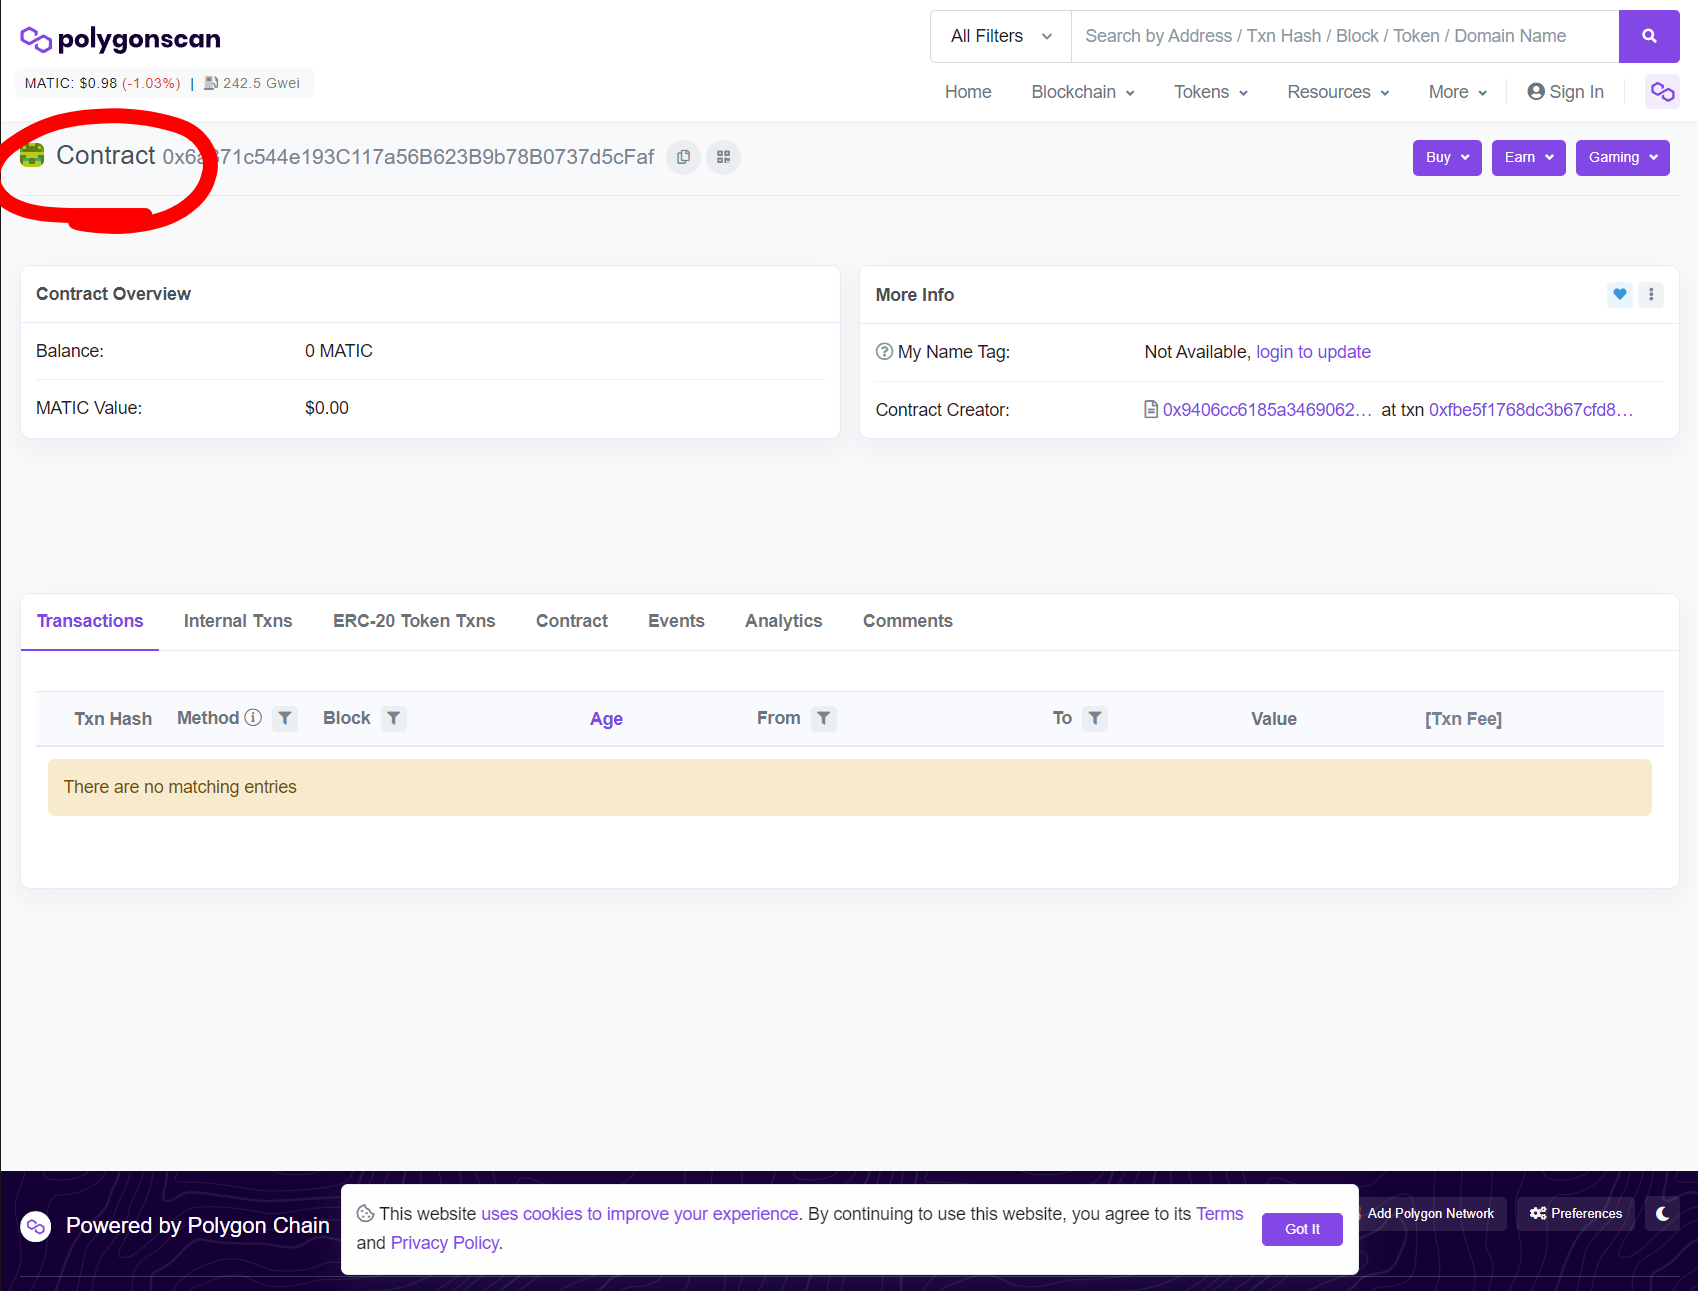 polygonscan
All Filters
Search by Address / Txn Hash / Block / Token / Domain Name
MATIC: $0.98 (-1.03%) | 242.5 Gwei
Home Blockchain Tokens Resources More Sign In
Contract
Buy Earn Gaming
Contract Overview
Balance: 0 MATIC
MATIC Value: $0.00
More Info
My Name Tag: Not Available, login to update
Contract Creator: 0x9406cc6185a3469062... at txn 0xfbe5f1768dc3b67cfd8...
Transactions Internal Txns ERC-20 Token Txns Contract Events Analytics Comments
Txn Hash Method Block Age From To Value [Txn Fee]
There are no matching entries
Powered by Polygon Chain
This website uses cookies to improve your experience. By continuing to use this website, you agree to its Terms
and Privacy Policy.
Got It
Add Polygon Network
Preferences